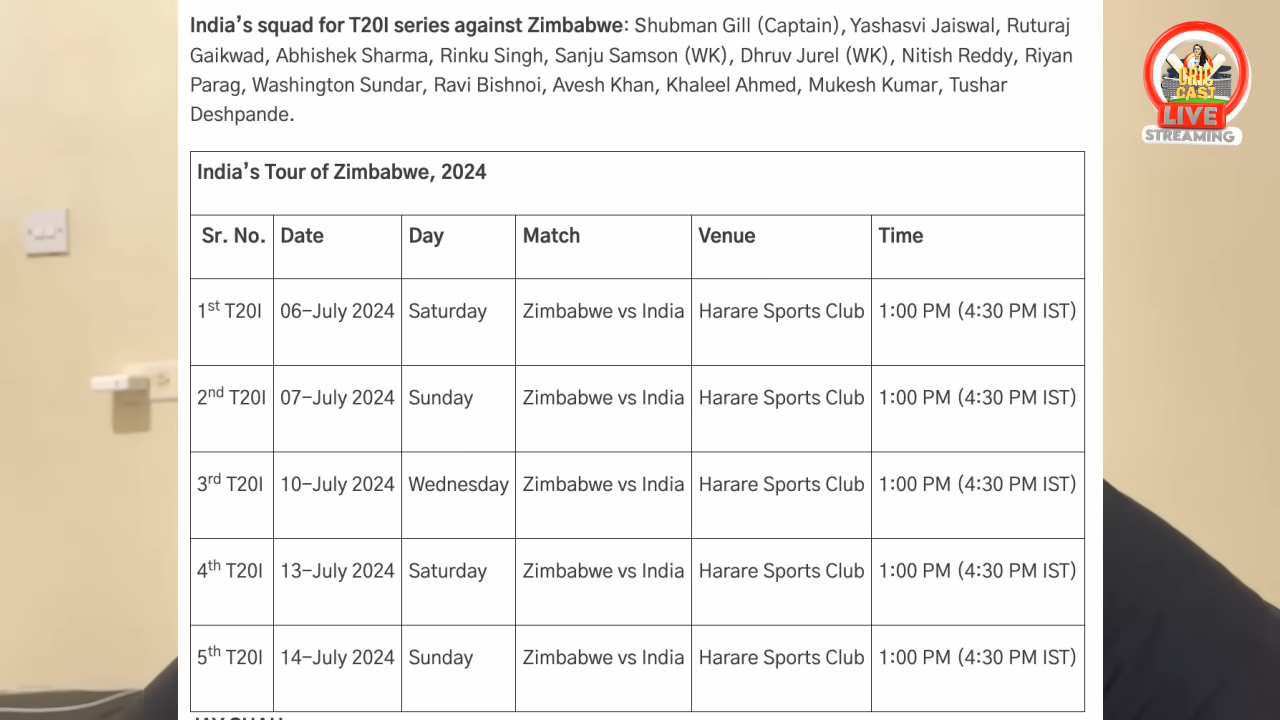 India's squad for T20I series against Zimbabwe: Shubman Gill (Captain), Yashasvi Jaiswal, Ruturaj
Gaikwad, Abhishek Sharma, Rinku Singh, Sanju Samson (WK), Dhruv Jurel (WK), Nitish Reddy, Riyan
Parag, Washington Sundar, Ravi Bishnoi, Avesh Khan, Khaleel Ahmed, Mukesh Kumar, Tushar
Deshpande.
CRIC
CAST
LIVE
STREAMING
India's Tour of Zimbabwe, 2024
Sr. No. Date Day Match Venue Time
1st T20I 06-July 2024 Saturday Zimbabwe vs India Harare Sports Club 1:00 PM (4:30 PM IST)
2nd T20I 07-July 2024 Sunday Zimbabwe vs India Harare Sports Club 1:00 PM (4:30 PM IST)
3rd T20I 10-July 2024 Wednesday Zimbabwe vs India Harare Sports Club 1:00 PM (4:30 PM IST)
4th T20I 13-July 2024 Saturday Zimbabwe vs India Harare Sports Club 1:00 PM (4:30 PM IST)
5th T20I 14-July 2024 Sunday Zimbabwe vs India Harare Sports Club 1:00 PM (4:30 PM IST)
JAY SHAH